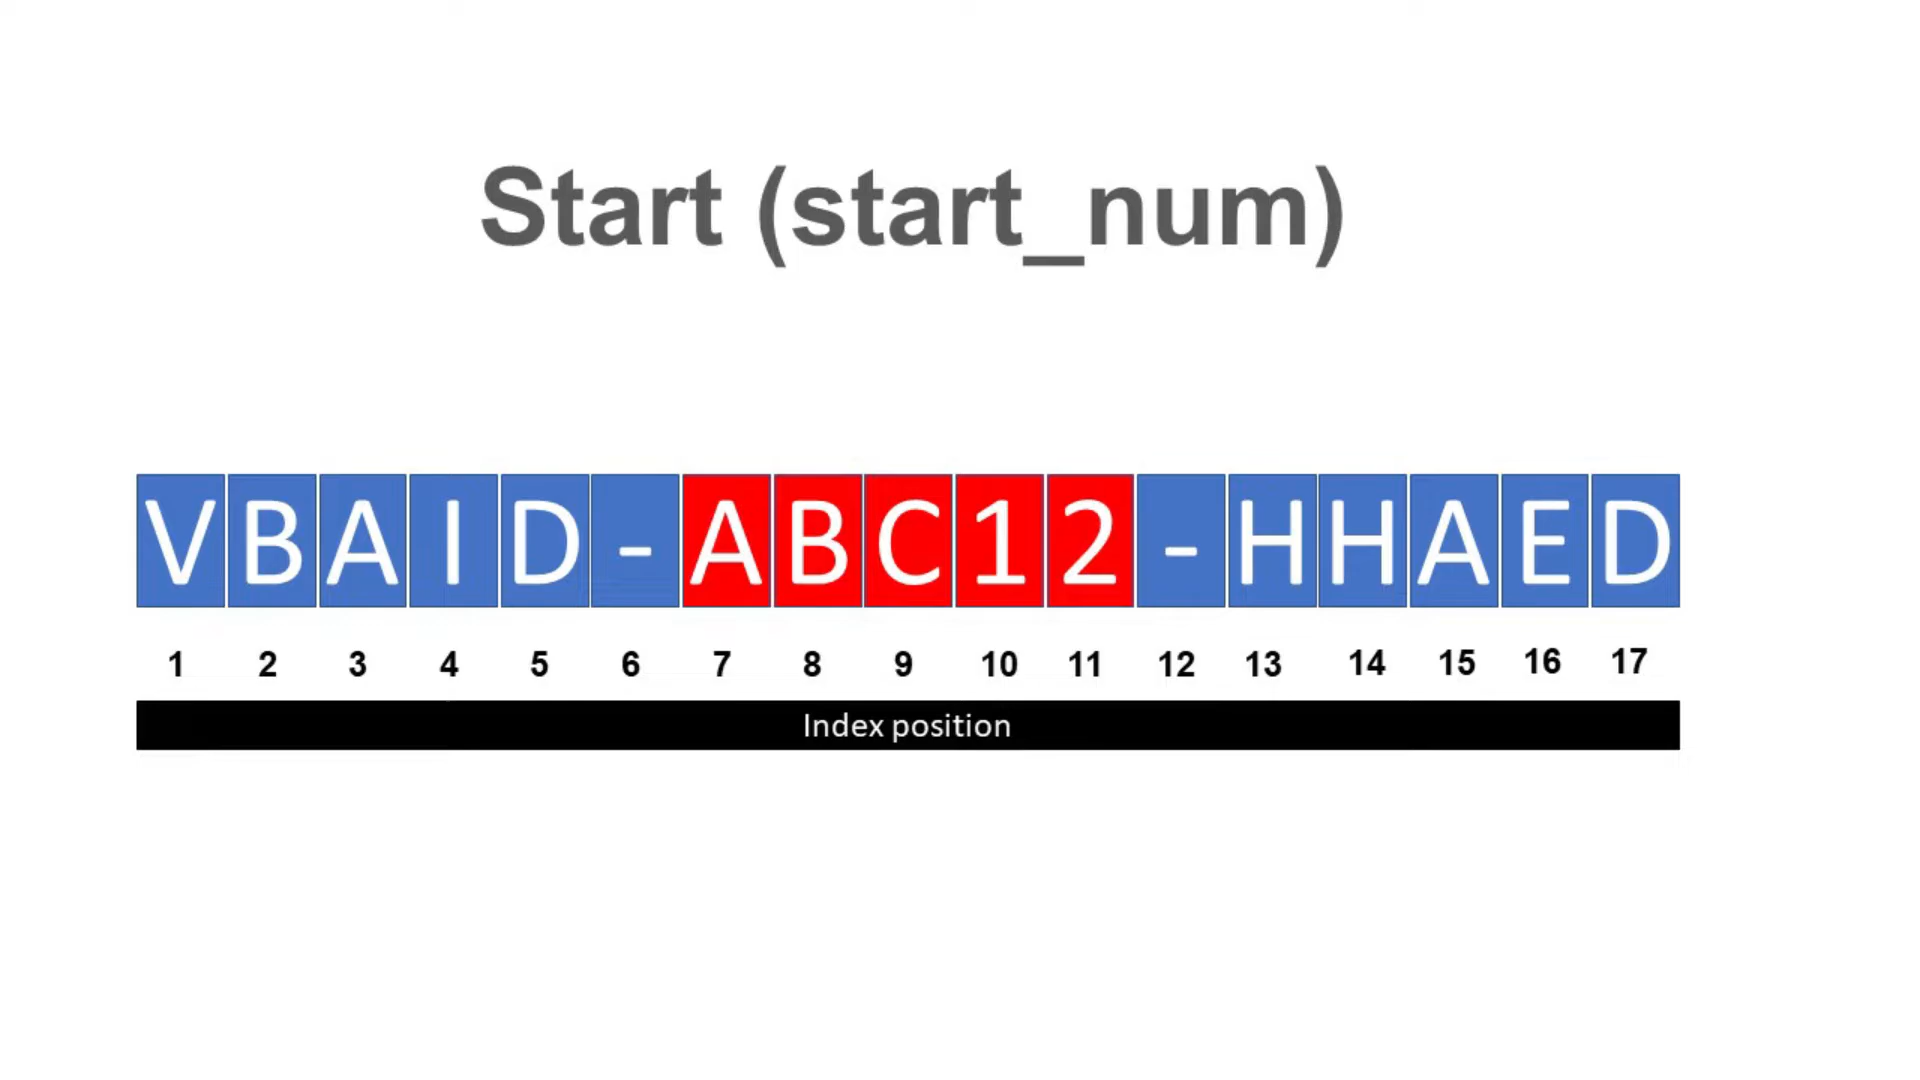 Start (start_num)
VBAID-ABC12-HHAED
1 2 3 4 5 6 7 8 9 10 11 12 13 14 15 16 17
Index position